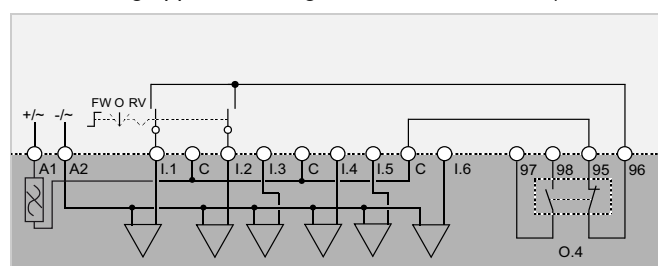 FW O RV
+/~ -/~
A1 A2 I.1 C I.2 I.3 C I.4 I.5 C I.6 97 98 95 96
O.4